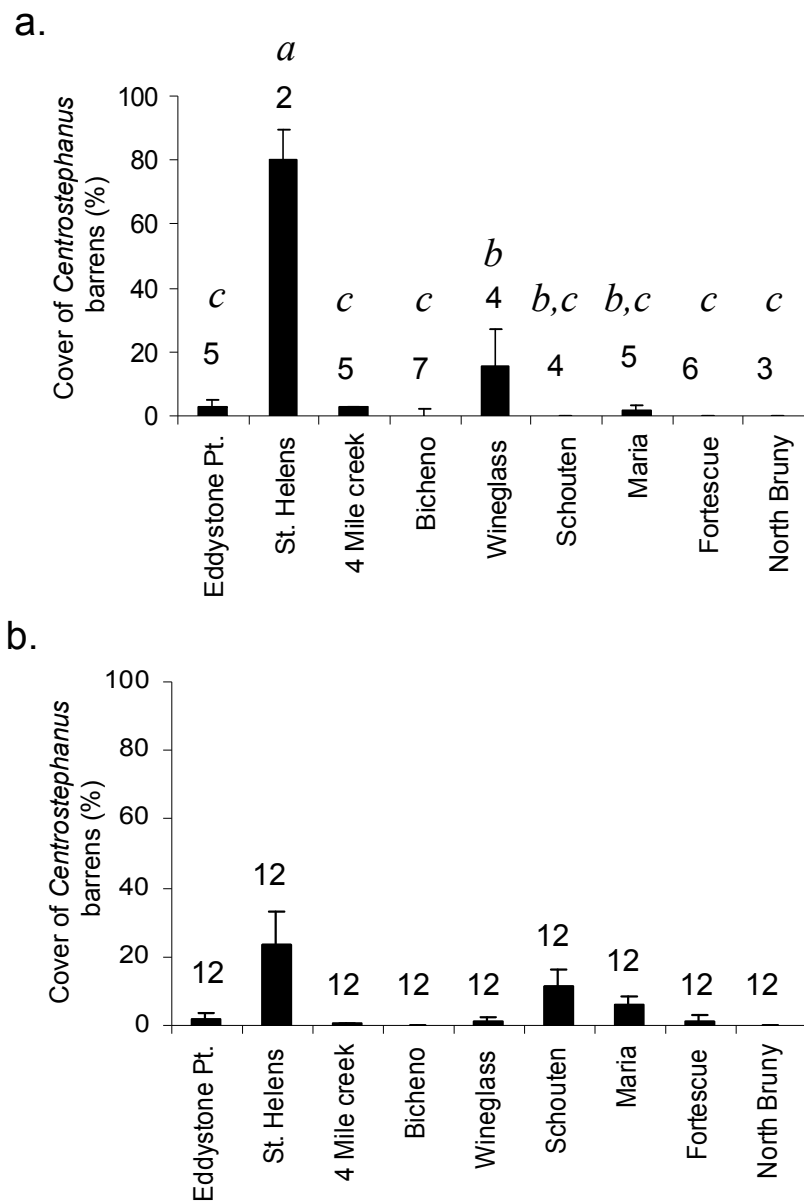 a.
a
100
2
80
Cover of Centrostephanus
barrens (%)
60
b
40
c
c
c
4
b,c
b,c
c
c
20
5
5
7
4
5
6
3
0
Eddystone Pt.
St. Helens
4 Mile creek
Bicheno
Wineglass
Schouten
Maria
Fortescue
North Bruny
b.
100
80
Cover of Centrostephanus
barrens (%)
60
40
12
20
12
12
12
12
12
12
12
12
0
Eddystone Pt.
St. Helens
4 Mile creek
Bicheno
Wineglass
Schouten
Maria
Fortescue
North Bruny